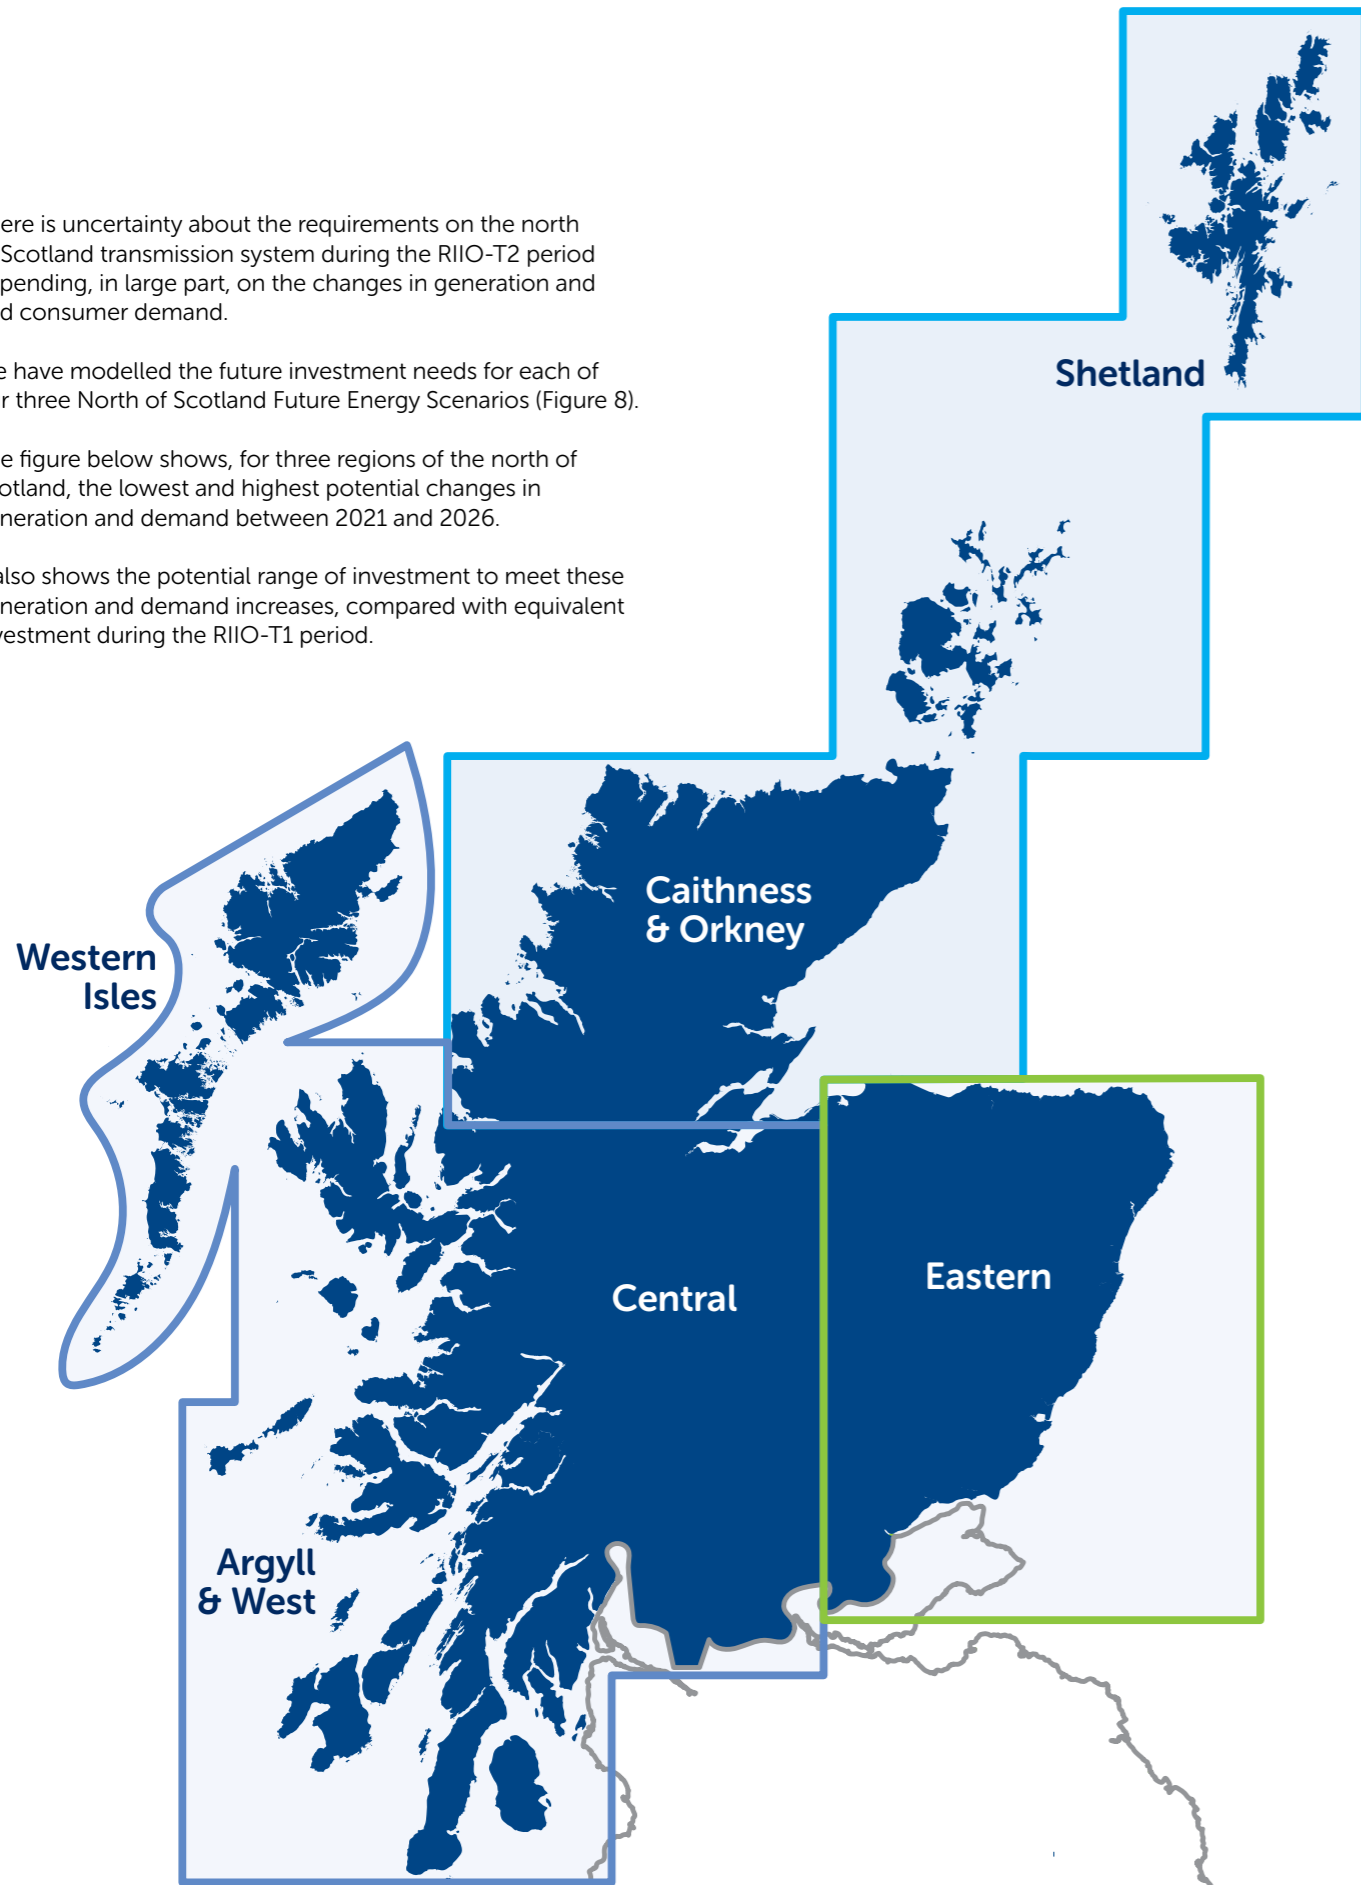 ere is uncertainty about the requirements on the north
Scotland transmission system during the RIIO-T2 period
pending, in large part, on the changes in generation and
d consumer demand.
e have modelled the future investment needs for each of
r three North of Scotland Future Energy Scenarios (Figure 8).
e figure below shows, for three regions of the north of
otland, the lowest and highest potential changes in
neration and demand between 2021 and 2026.
also shows the potential range of investment to meet these
neration and demand increases, compared with equivalent
vestment during the RIIO-T1 period.
Shetland
Caithness
& Orkney
Western
Isles
Eastern
Central
Argyll
& West